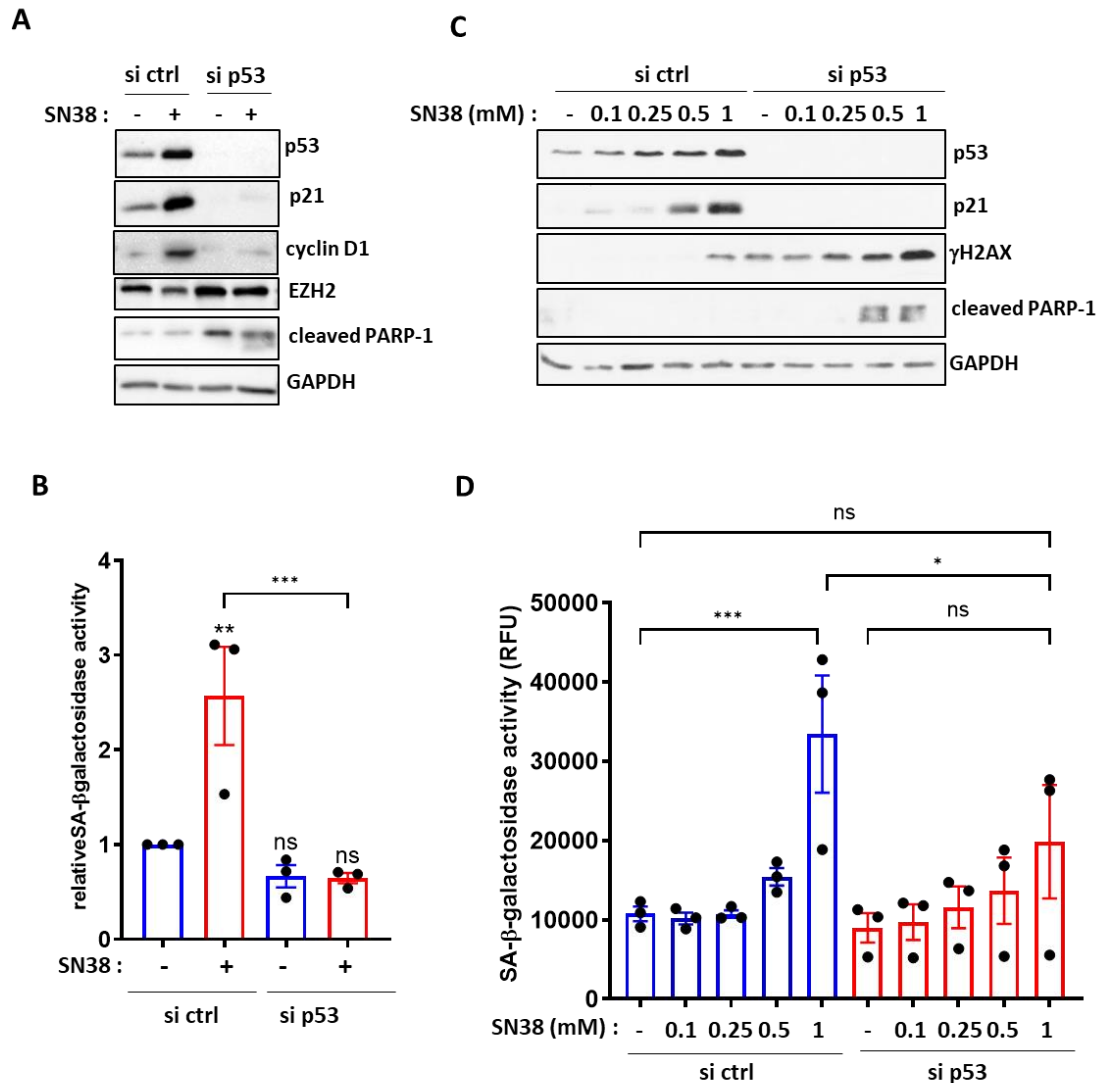 A
si ctrl si p53
SN38 : - + - +
p53
p21
cyclin D1
EZH2
cleaved PARP-1
GAPDH
C
si ctrl si p53
SN38 (mM) : - 0.1 0.25 0.5 1 - 0.1 0.25 0.5 1
p53
p21
γH2AX
cleaved PARP-1
GAPDH
B
relativeSA-βgalactosidase activity
4
3
2
1
0
***
**
ns
ns
SN38 : - + - +
si ctrl si p53
D
SA-β-galactosidase activity (RFU)
50000
40000
30000
20000
10000
0
ns
*
***
ns
SN38 (mM) : - 0.1 0.25 0.5 1 - 0.1 0.25 0.5 1
si ctrl si p53